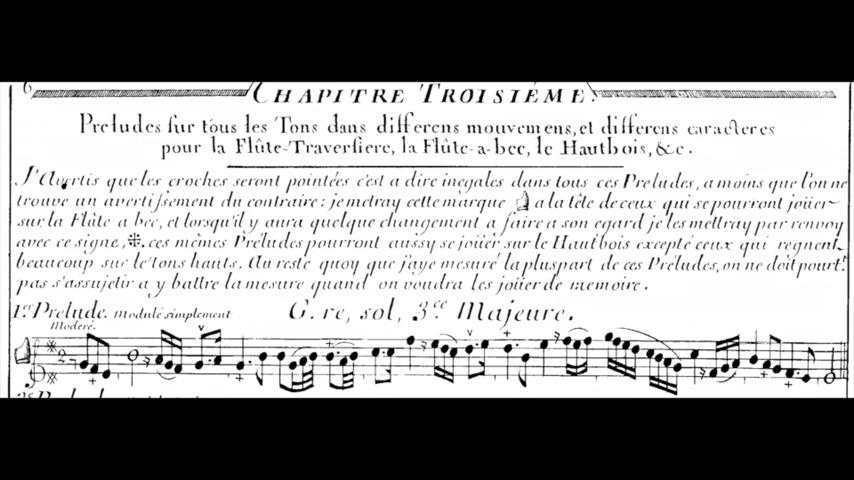 6
CHAPITRE TROISIÉME.
Preludes sur tous les Tons dans differens mouvemens, et differens caracteres
pour la Flûte-Traversiere, la Flûte-a-bec, le Hautbois, &c.
J'Avertis que les croches seront pointées c'est a dire inégales dans tous ces Preludes, a moins que l'on ne
trouve un avertissement du contraire: je metray cette marque a la tête de ceux qui se pourront joüer
sur la Flûte a bec, et lorsqu'il y aura quelque changement a faire a son egard je les mettray par renvoy
avec ce signe, ⁜. ces mêmes Préludes pourront aussy se joüer sur le Hautbois excepté ceux qui regnent
beaucoup sur le tons hauts. Au reste quoy que j'aye mesuré la pluspart de ces Préludes, on ne doit pourt.t
pas s'assujetir a y battre la mesure quand on voudra les joüer de memoire.
1.er Prelude. modulé simplement G. re, sol, 3.ce Majeure.
Moderé.
2